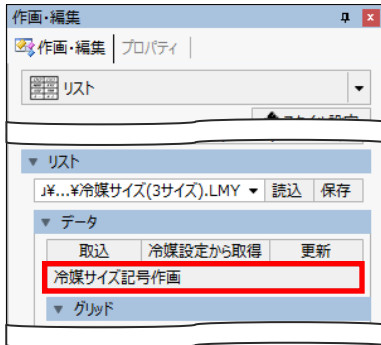 作画・編集
作画・編集 プロパティ
リスト
リスト
J¥...¥冷媒サイズ(3サイズ).LMY 読込 保存
データ
取込 冷媒設定から取得 更新
冷媒サイズ記号作画
グリッド